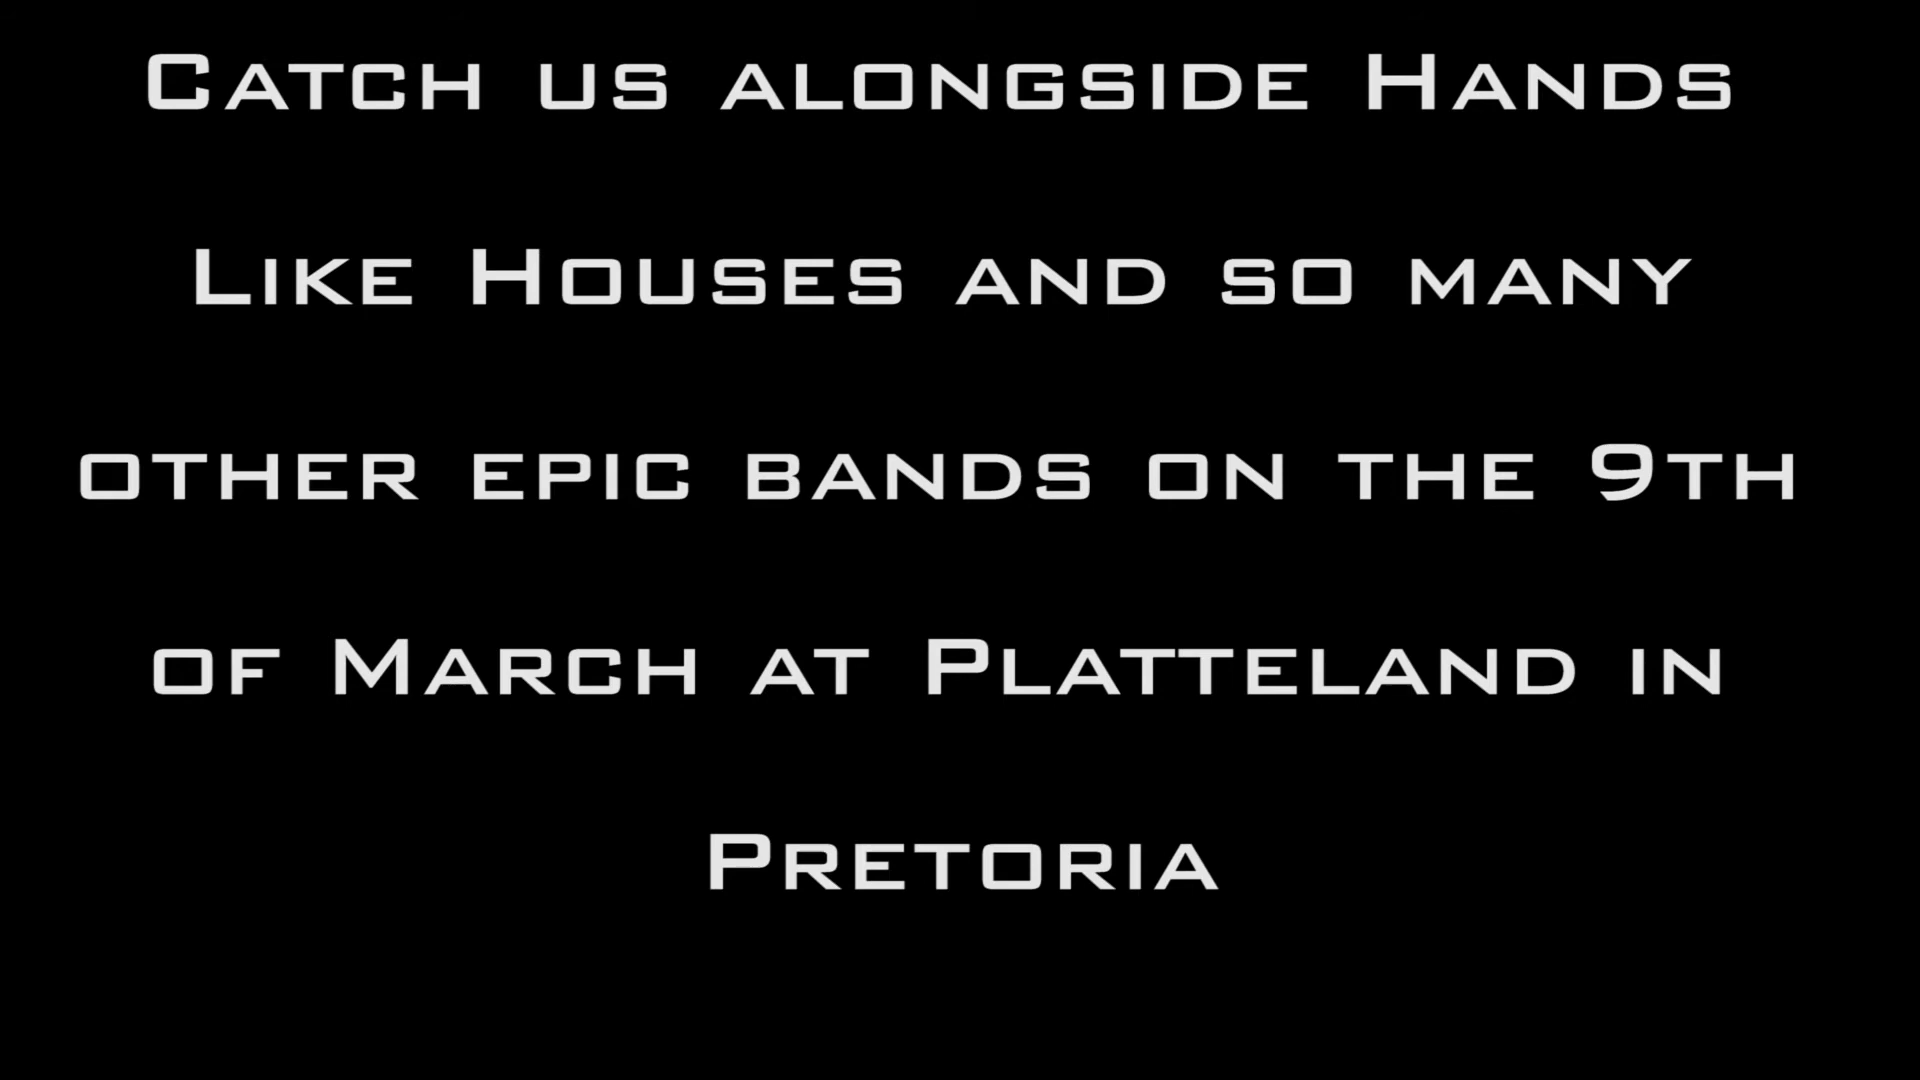 Catch us alongside Hands
Like Houses and so many
other epic bands on the 9th
of March at Platteland in
Pretoria